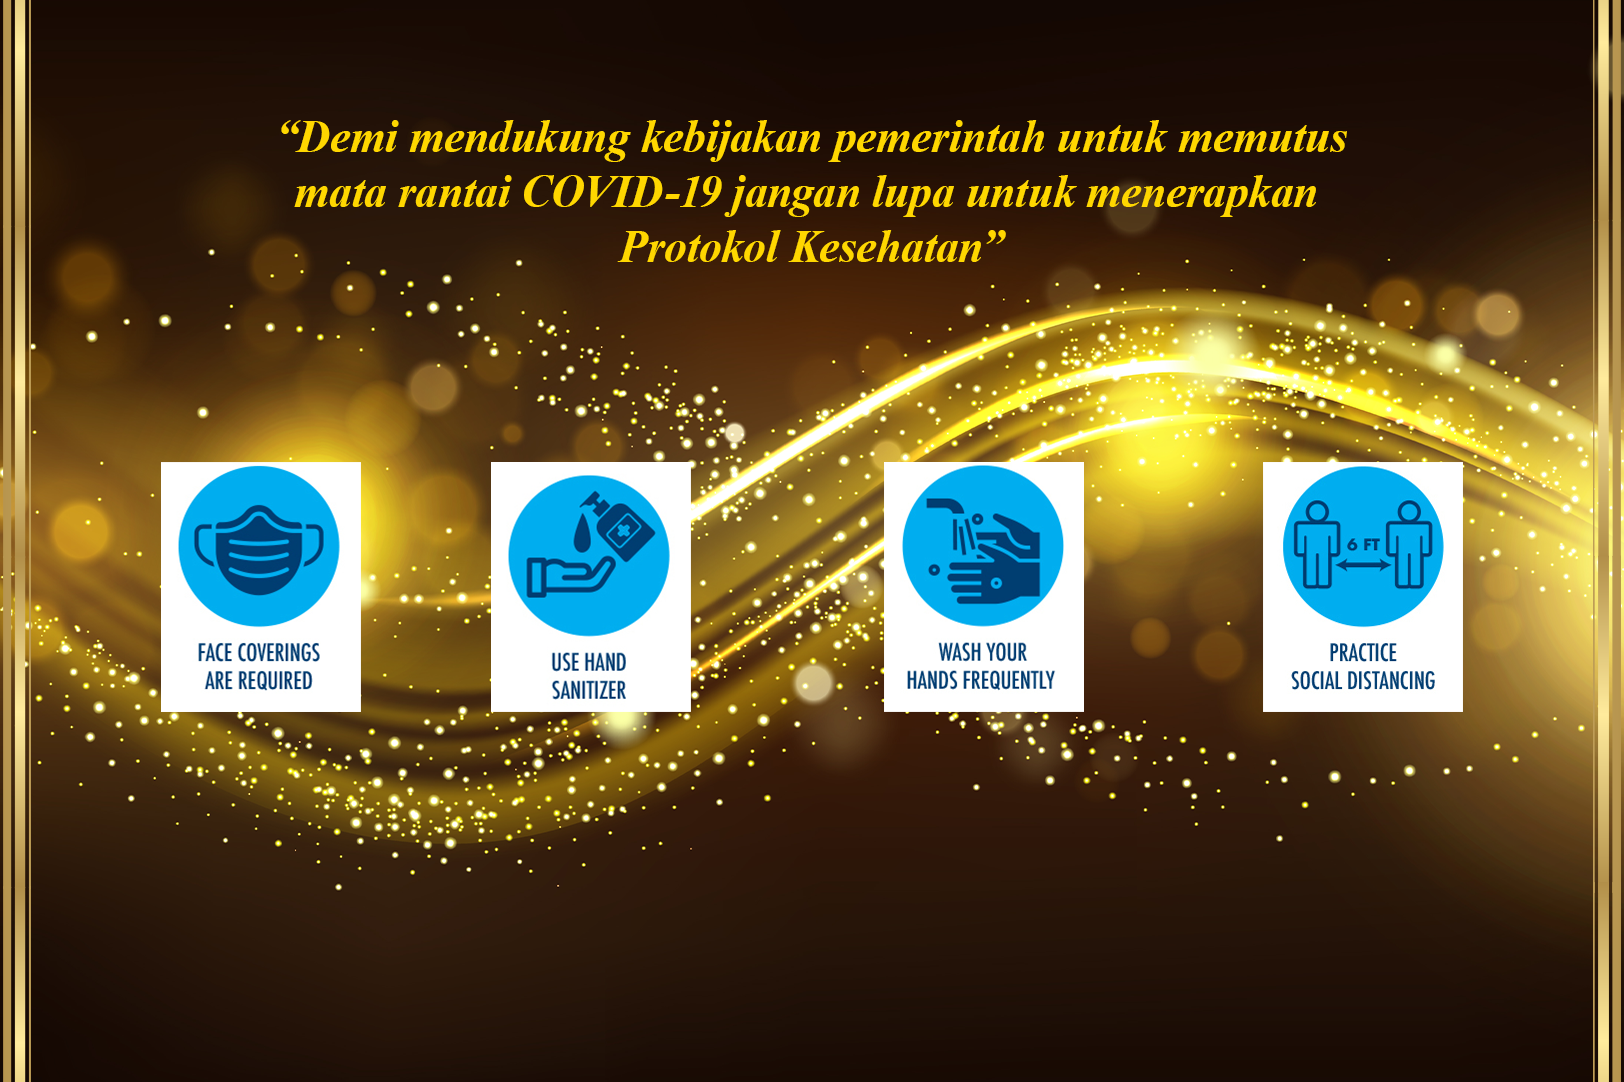 “Demi mendukung kebijakan pemerintah untuk memutus
mata rantai COVID-19 jangan lupa untuk menerapkan
Protokol Kesehatan”
FACE COVERINGS
ARE REQUIRED
USE HAND
SANITIZER
WASH YOUR
HANDS FREQUENTLY
6 FT
PRACTICE
SOCIAL DISTANCING